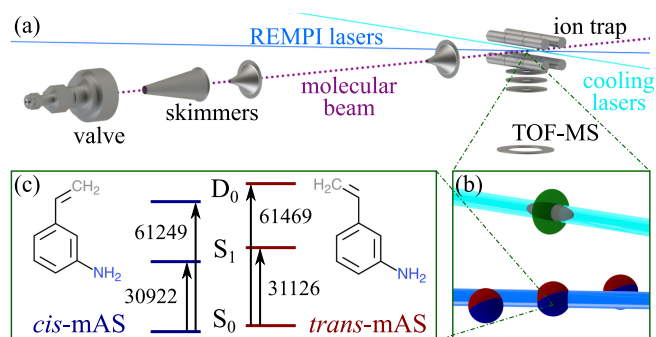 (a)
REMPI lasers
ion trap
valve
skimmers
molecular
beam
cooling
lasers
TOF-MS
(c)
CH₂
NH₂
cis-mAS
61249
30922
D₀
S₁
S₀
61469
31126
H₂C
NH₂
trans-mAS
(b)